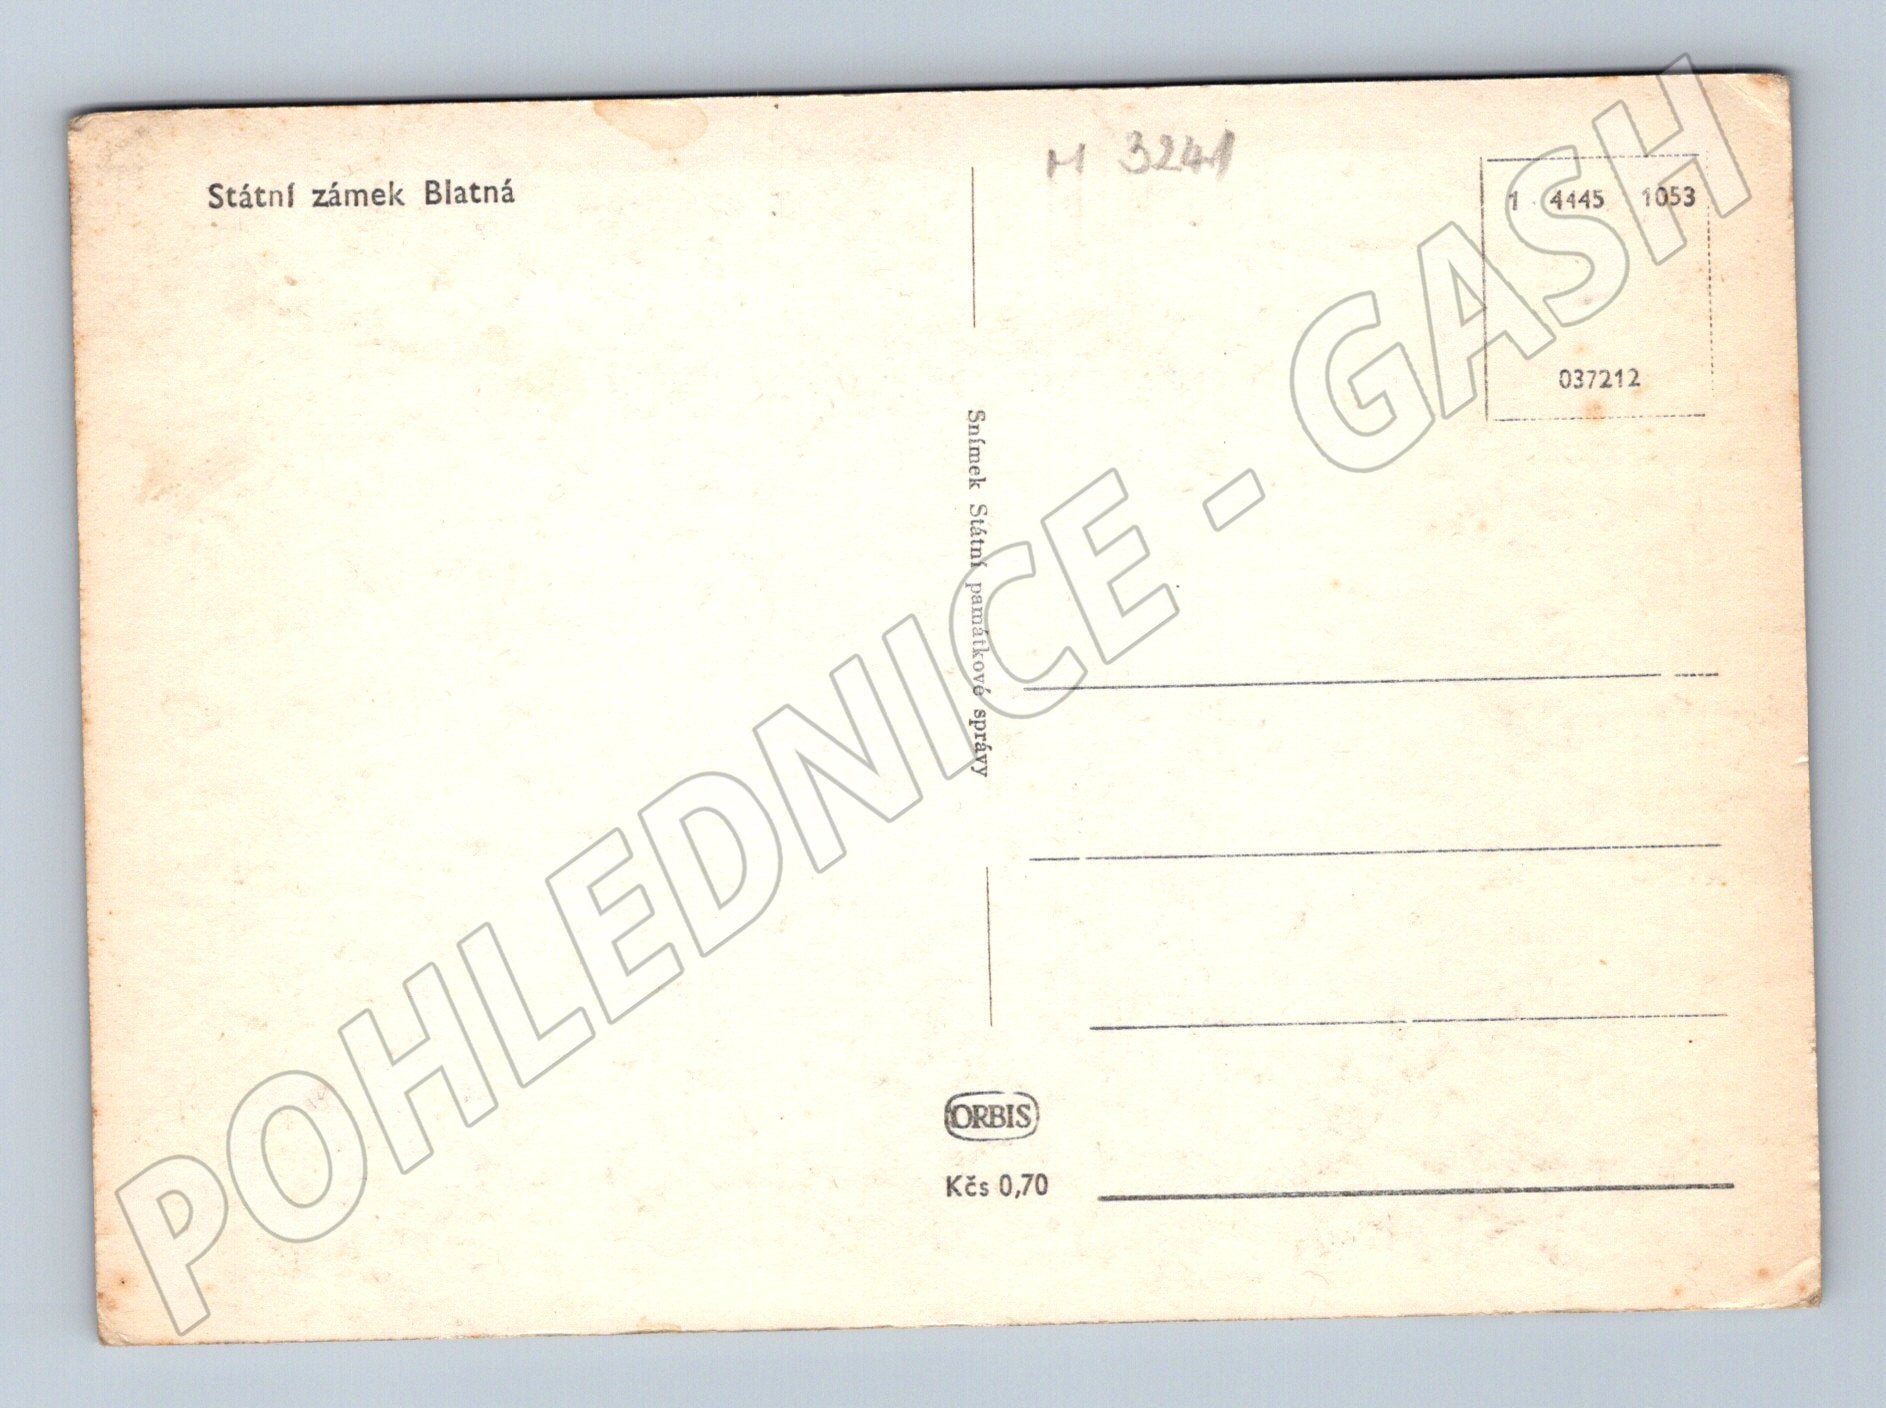 Státní zámek Blatná
M 3241
1 4445 1053
037212
Snímek Státní památkové správy
ORBIS
Kčs 0,70
POHLEDNICE - GASH